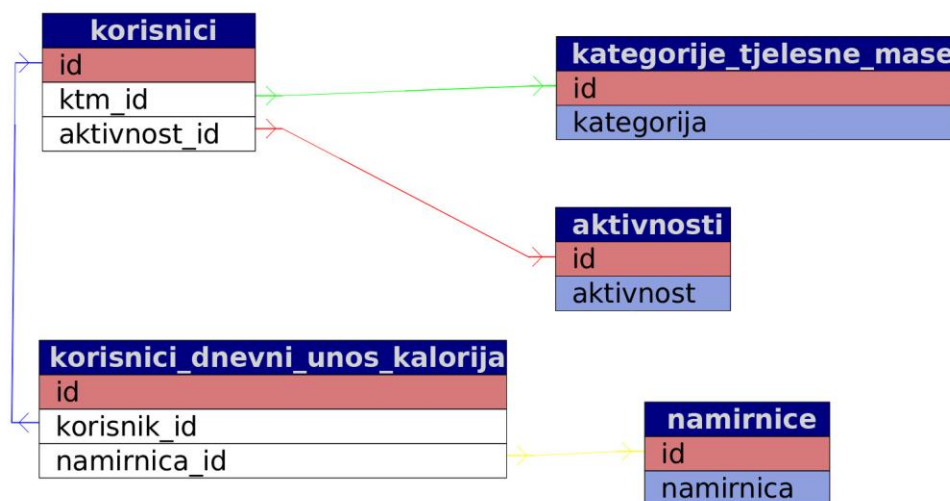 korisnici
id
ktm_id
aktivnost_id
kategorije_tjelesne_mase
id
kategorija
aktivnosti
id
aktivnost
korisnici_dnevni_unos_kalorija
id
korisnik_id
namirnica_id
namirnice
id
namirnica